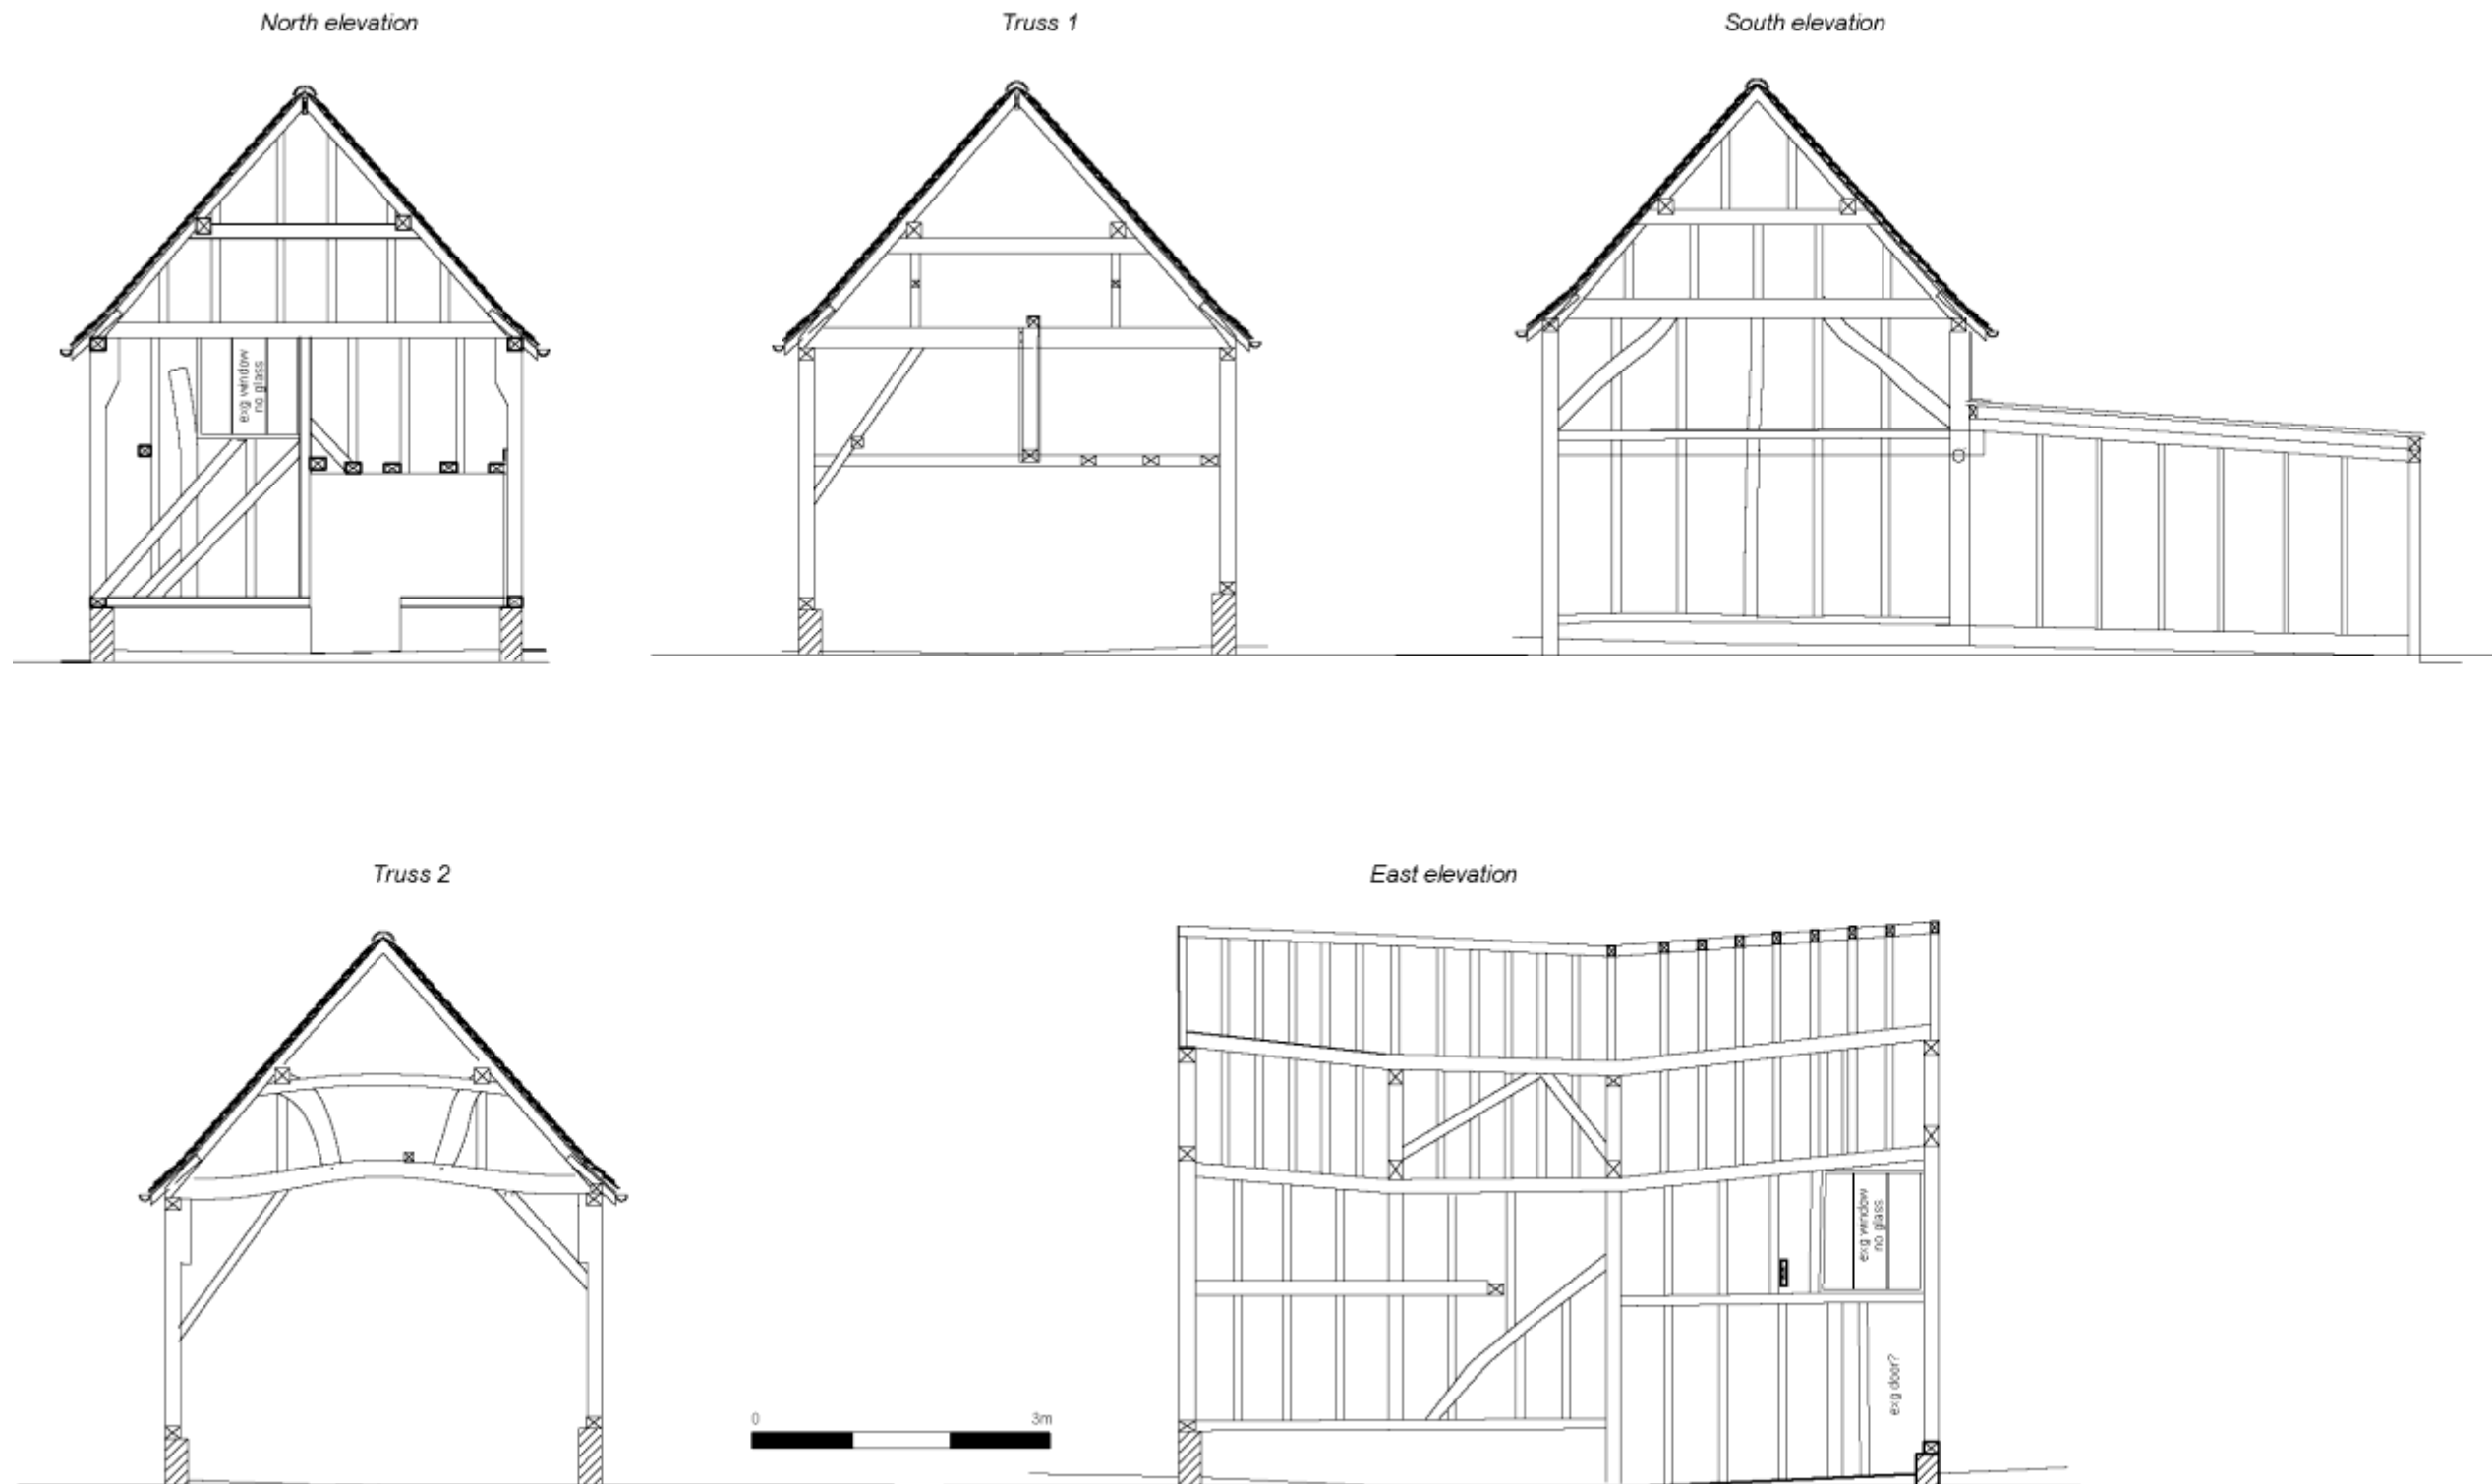 North elevation
Truss 1
South elevation
exg window
no glass
Truss 2
East elevation
exg window
no glass
exg door?
0
3m